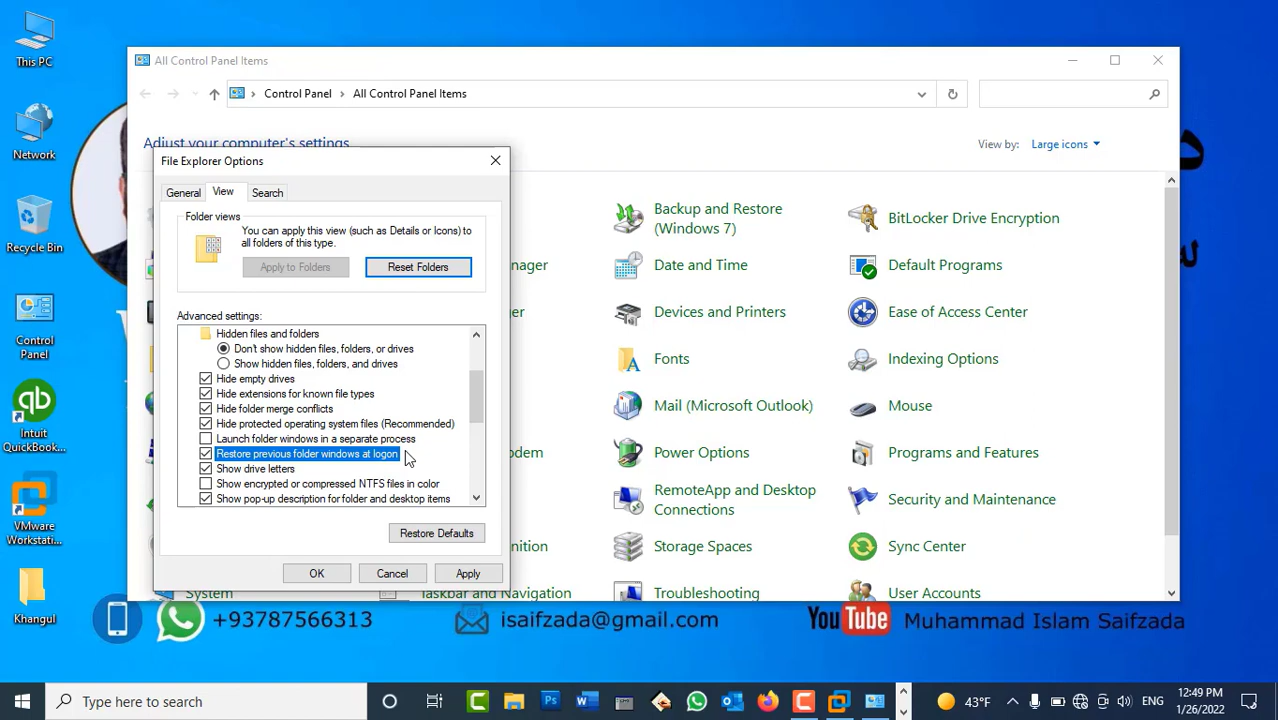 This PC
Network
Recycle Bin
Control
Panel
Intuit
QuickBook...
VMware
Workstati...
Khangul
All Control Panel Items
Control Panel
All Control Panel Items
Adjust your computer's settings
View by:
Large icons
File Explorer Options
General
View
Search
Folder views
You can apply this view (such as Details or Icons) to
all folders of this type.
Apply to Folders
Reset Folders
Advanced settings:
Hidden files and folders
Don't show hidden files, folders, or drives
Show hidden files, folders, and drives
Hide empty drives
Hide extensions for known file types
Hide folder merge conflicts
Hide protected operating system files (Recommended)
Launch folder windows in a separate process
Restore previous folder windows at logon
Show drive letters
Show encrypted or compressed NTFS files in color
Show pop-up description for folder and desktop items
Restore Defaults
OK
Cancel
Apply
Backup and Restore
(Windows 7)
BitLocker Drive Encryption
Date and Time
Default Programs
Devices and Printers
Ease of Access Center
Fonts
Indexing Options
Mail (Microsoft Outlook)
Mouse
Power Options
Programs and Features
RemoteApp and Desktop
Connections
Security and Maintenance
Storage Spaces
Sync Center
System
Taskbar and Navigation
Troubleshooting
User Accounts
+93787566313
isaifzada@gmail.com
YouTube
Muhammad Islam Saifzada
Type here to search
43°F
ENG
12:49 PM
1/26/2022